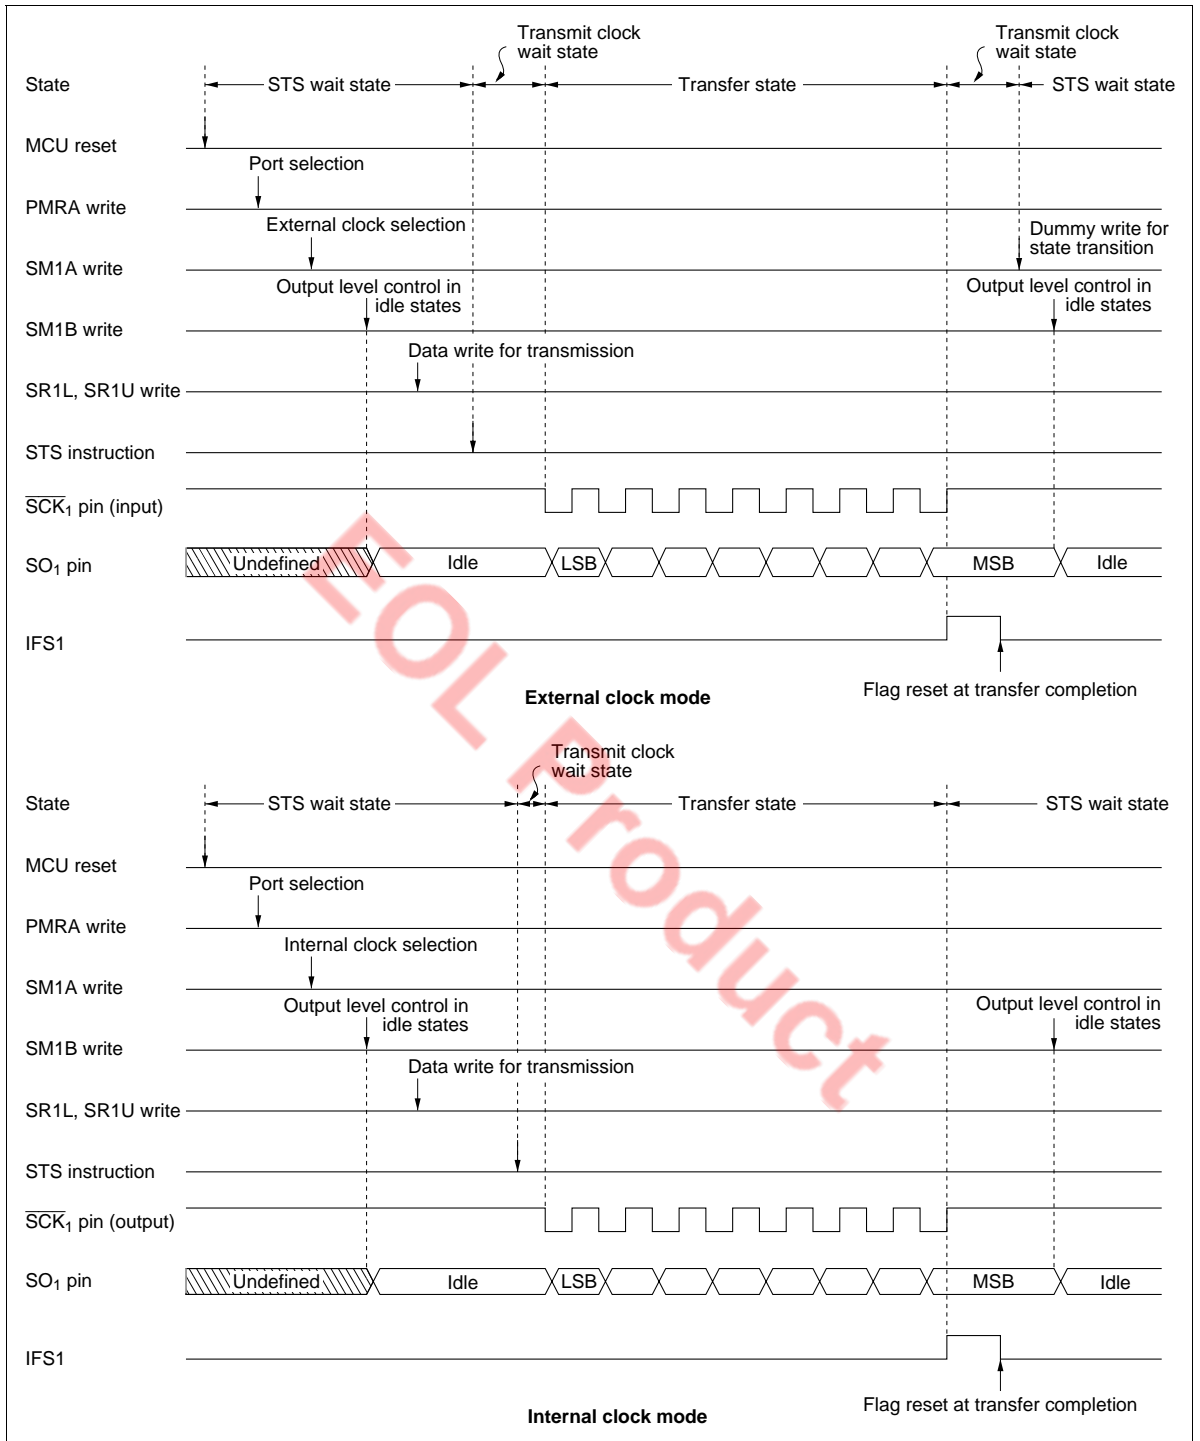 Transmit clock
wait state
Transmit clock
wait state
State
STS wait state
Transfer state
STS wait state
MCU reset
Port selection
PMRA write
External clock selection
Dummy write for
state transition
SM1A write
Output level control in
idle states
Output level control in
idle states
SM1B write
Data write for transmission
SR1L, SR1U write
STS instruction
SCK1 pin (input)
SO1 pin
Undefined
Idle
LSB
MSB
Idle
IFS1
Flag reset at transfer completion
External clock mode
Transmit clock
wait state
State
STS wait state
Transfer state
STS wait state
MCU reset
Port selection
PMRA write
Internal clock selection
SM1A write
Output level control in
idle states
Output level control in
idle states
SM1B write
Data write for transmission
SR1L, SR1U write
STS instruction
SCK1 pin (output)
SO1 pin
Undefined
Idle
LSB
MSB
Idle
IFS1
Flag reset at transfer completion
Internal clock mode
EOL Product